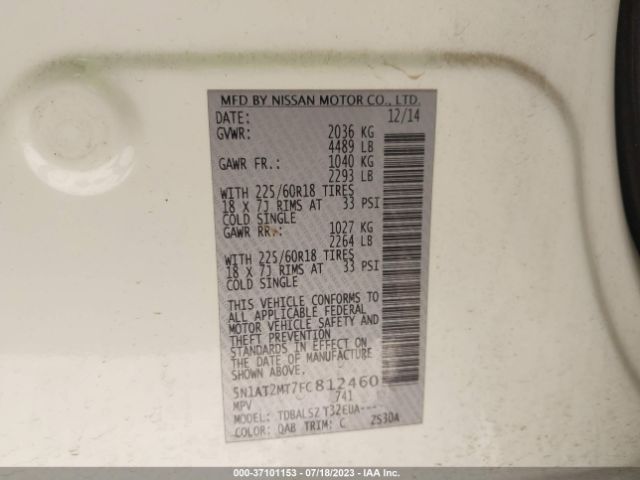 MFD BY NISSAN MOTOR CO., LTD.
DATE: 12/14
GVWR: 2036 KG
4489 LB
GAWR FR.: 1040 KG
2293 LB
WITH 225/60R18 TIRES
18 X 7J RIMS AT 33 PSI
COLD SINGLE
GAWR RR.: 1027 KG
2264 LB
WITH 225/60R18 TIRES
18 X 7J RIMS AT 33 PSI
COLD SINGLE
THIS VEHICLE CONFORMS TO
ALL APPLICABLE FEDERAL
MOTOR VEHICLE SAFETY AND
THEFT PREVENTION
STANDARDS IN EFFECT ON
THE DATE OF MANUFACTURE
SHOWN ABOVE.
5N1AT2MT7FC812460
MPV 741
MODEL: TDBALS2 T32EUA----
COLOR: QAB TRIM: C 2S30A
000-37101153 - 07/18/2023 - IAA Inc.